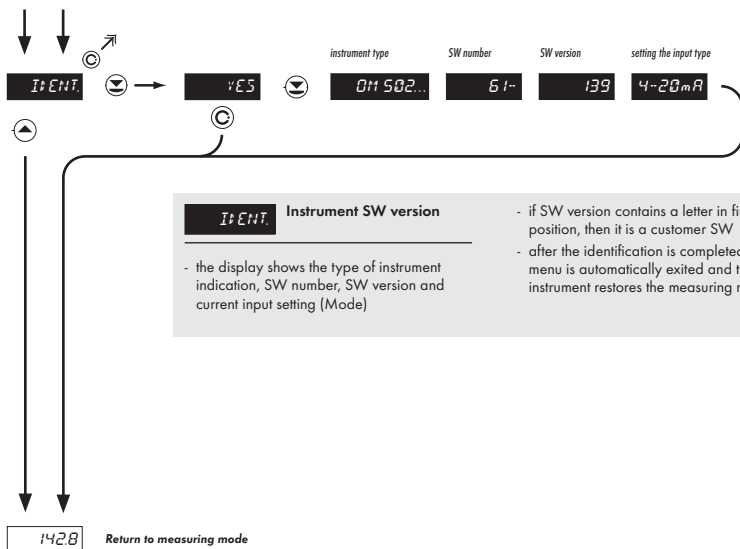 instrument type
SW number
SW version
setting the input type
IDENT.
YES
OM 502...
61-
139
4-20mA
IDENT.
Instrument SW version
- the display shows the type of instrument
indication, SW number, SW version and
current input setting (Mode)
- if SW version contains a letter in fi
position, then it is a customer SW
- after the identification is completed
menu is automatically exited and t
instrument restores the measuring
142.8
Return to measuring mode